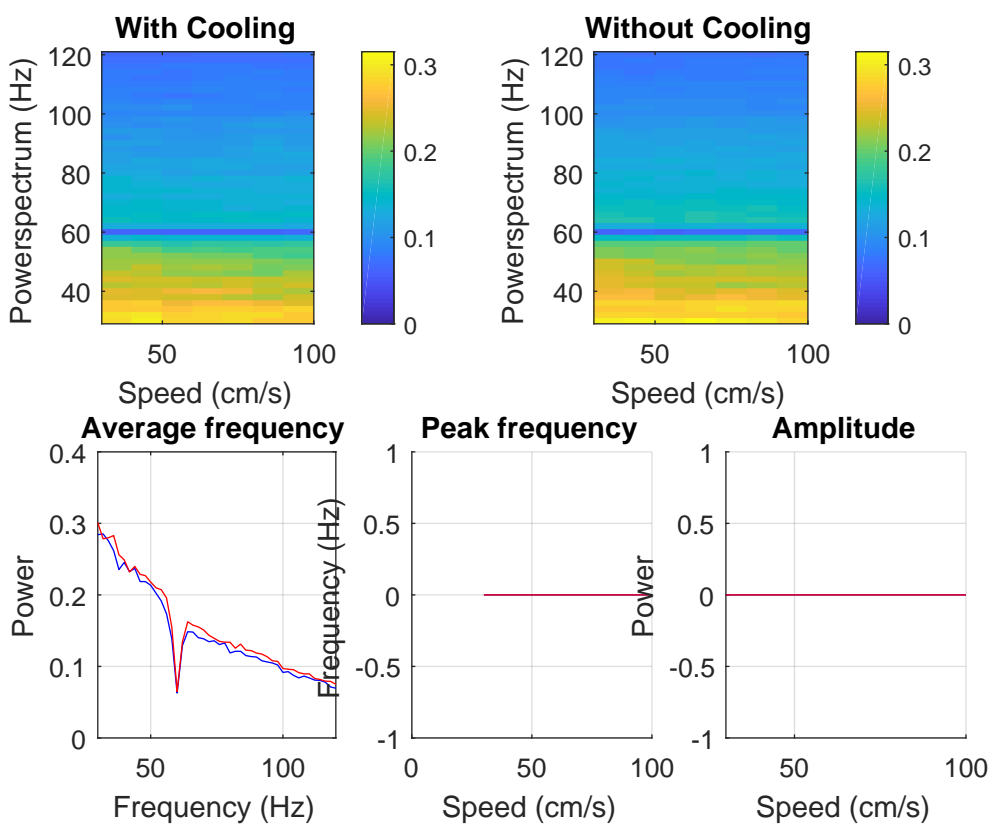 With Cooling
Powerspectrum (Hz)
120
100
80
60
40
50
100
Speed (cm/s)
0.3
0.2
0.1
0
Without Cooling
Powerspectrum (Hz)
120
100
80
60
40
50
100
Speed (cm/s)
0.3
0.2
0.1
0
Average frequency
Power
0.4
0.3
0.2
0.1
0
50
100
Frequency (Hz)
Peak frequency
Frequency (Hz)
1
0.5
0
-0.5
-1
0
50
100
Speed (cm/s)
Amplitude
Power
1
0.5
0
-0.5
-1
50
100
Speed (cm/s)